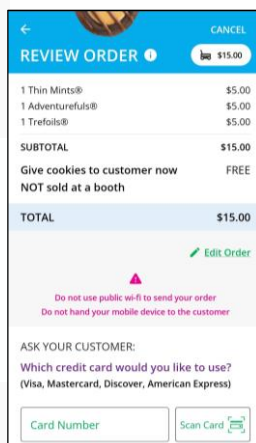 CANCEL
REVIEW ORDER i $15.00
1 Thin Mints® $5.00
1 Adventurefuls® $5.00
1 Trefoils® $5.00
SUBTOTAL $15.00
Give cookies to customer now FREE
NOT sold at a booth
TOTAL $15.00
Edit Order
Do not use public wi-fi to send your order
Do not hand your mobile device to the customer
ASK YOUR CUSTOMER:
Which credit card would you like to use?
(Visa, Mastercard, Discover, American Express)
Card Number Scan Card